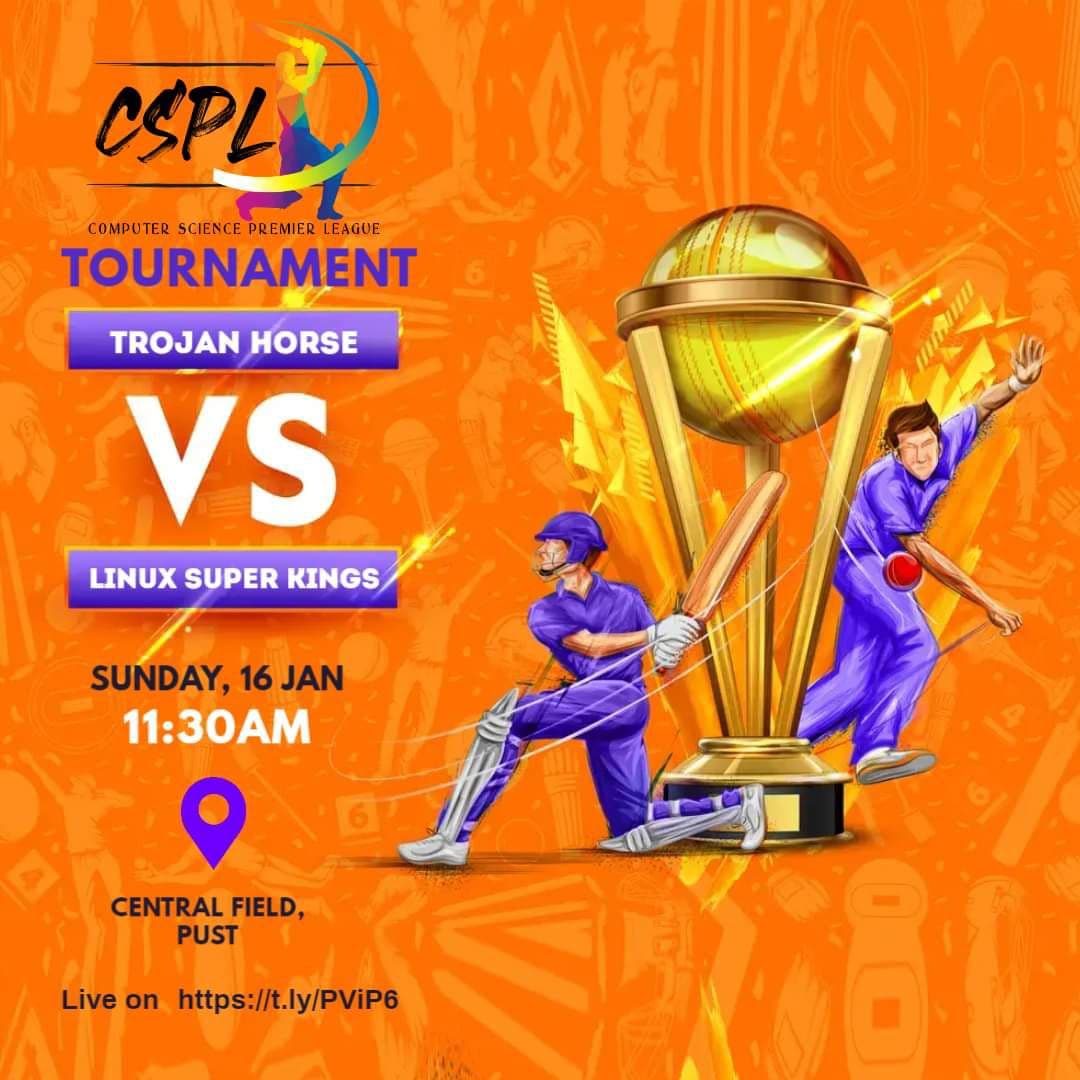 CSPL
COMPUTER SCIENCE PREMIER LEAGUE
TOURNAMENT
TROJAN HORSE
VS
LINUX SUPER KINGS
SUNDAY, 16 JAN
11:30AM
CENTRAL FIELD,
PUST
Live on https://t.ly/PViP6